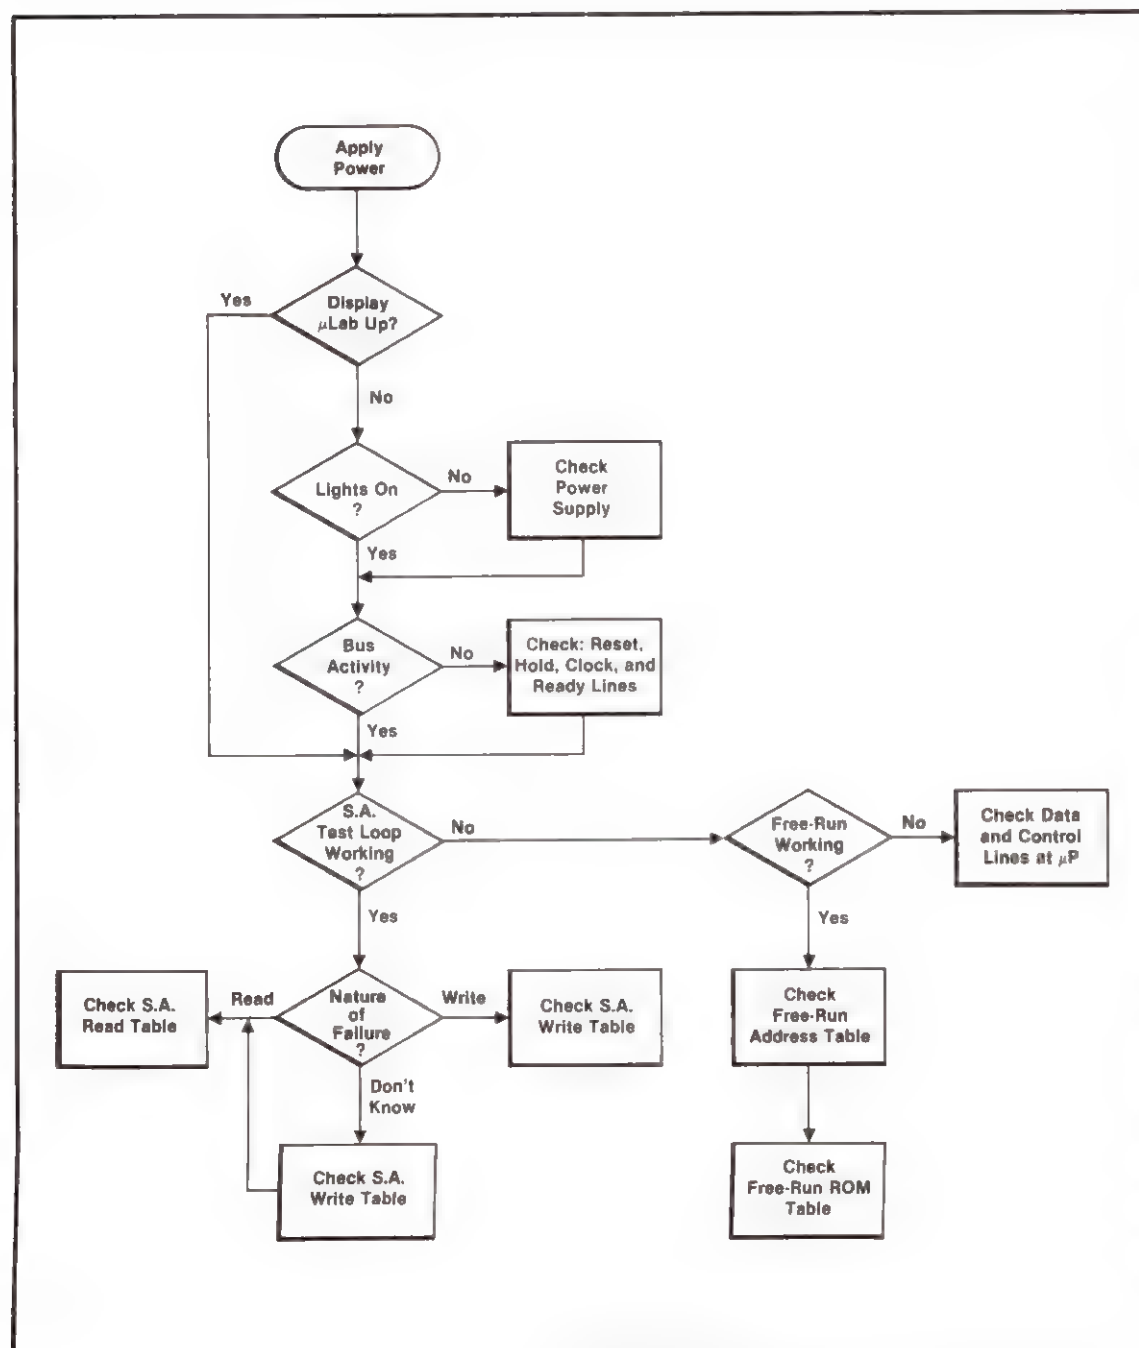 Apply
Power
Yes
Display
μLab Up?
No
Lights On
?
No
Check
Power
Supply
Yes
Bus
Activity
?
No
Check: Reset,
Hold, Clock, and
Ready Lines
Yes
S.A.
Test Loop
Working
?
No
Free-Run
Working
?
No
Check Data
and Control
Lines at μP
Yes
Yes
Check S.A.
Read Table
Read
Nature
of
Failure
?
Write
Check S.A.
Write Table
Check
Free-Run
Address Table
Don't
Know
Check S.A.
Write Table
Check
Free-Run ROM
Table